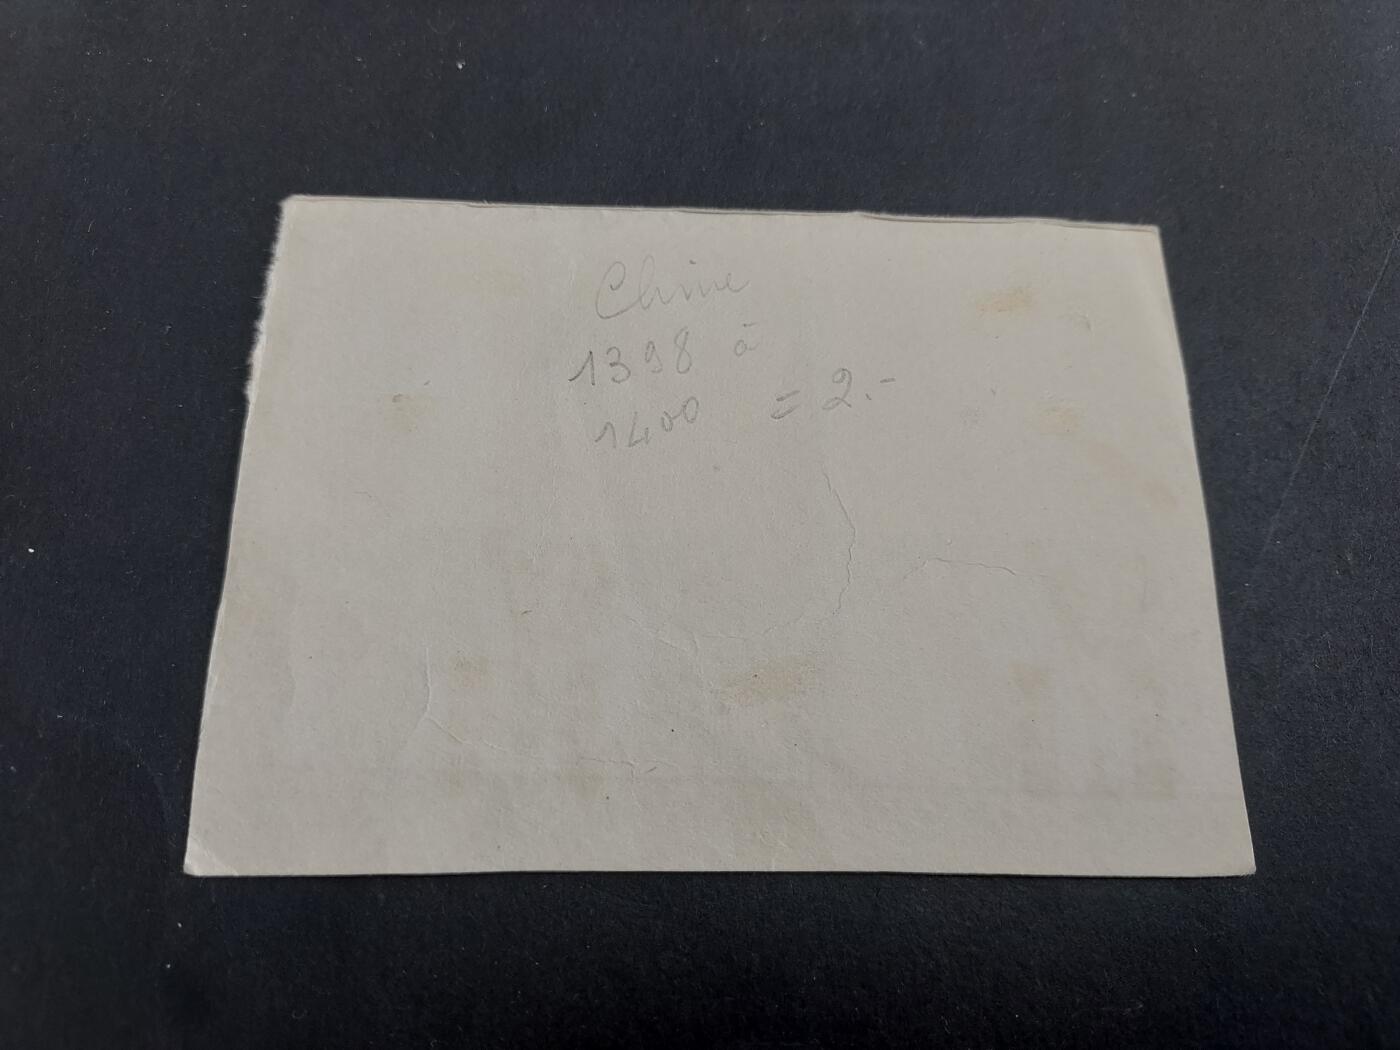 Chine
1398 à
1400 = 2.-